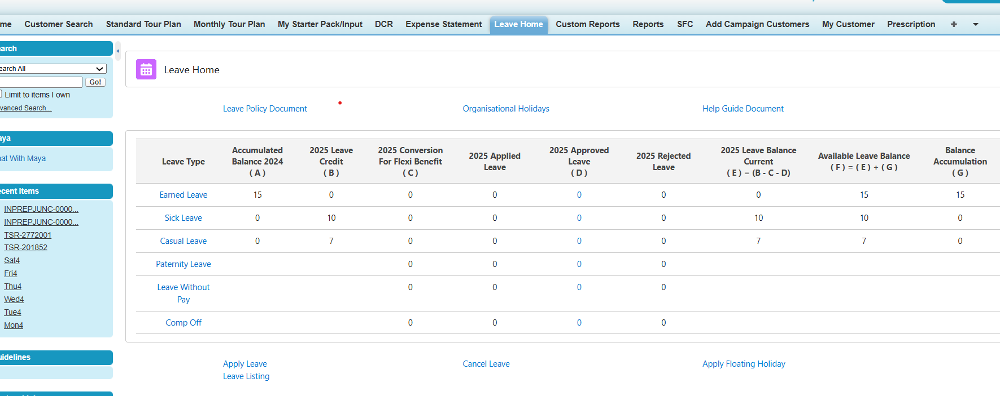 me Customer Search Standard Tour Plan Monthly Tour Plan My Starter Pack/Input DCR Expense Statement Leave Home Custom Reports Reports SFC Add Campaign Customers My Customer Prescription +
earch
earch All
Go!
Limit to items I own
vanced Search...
aya
hat With Maya
ecent Items
INPREPJUNC-0000...
INPREPJUNC-0000...
TSR-2772001
TSR-201852
Sat4
Fri4
Thu4
Wed4
Tue4
Mon4
uidelines
Leave Home
Leave Policy Document Organisational Holidays Help Guide Document
Leave Type
Accumulated
Balance 2024
( A )
2025 Leave
Credit
( B )
2025 Conversion
For Flexi Benefit
( C )
2025 Applied
Leave
2025 Approved
Leave
( D )
2025 Rejected
Leave
2025 Leave Balance
Current
( E ) = (B - C - D)
Available Leave Balance
( F ) = ( E ) + ( G )
Balance
Accumulation
( G )
Earned Leave 15 0 0 0 0 0 0 15 15
Sick Leave 0 10 0 0 0 0 10 10 0
Casual Leave 0 7 0 0 0 0 7 7 0
Paternity Leave 0 0 0 0
Leave Without 0 0 0 0
Pay
Comp Off 0 0 0 0
Apply Leave Cancel Leave Apply Floating Holiday
Leave Listing